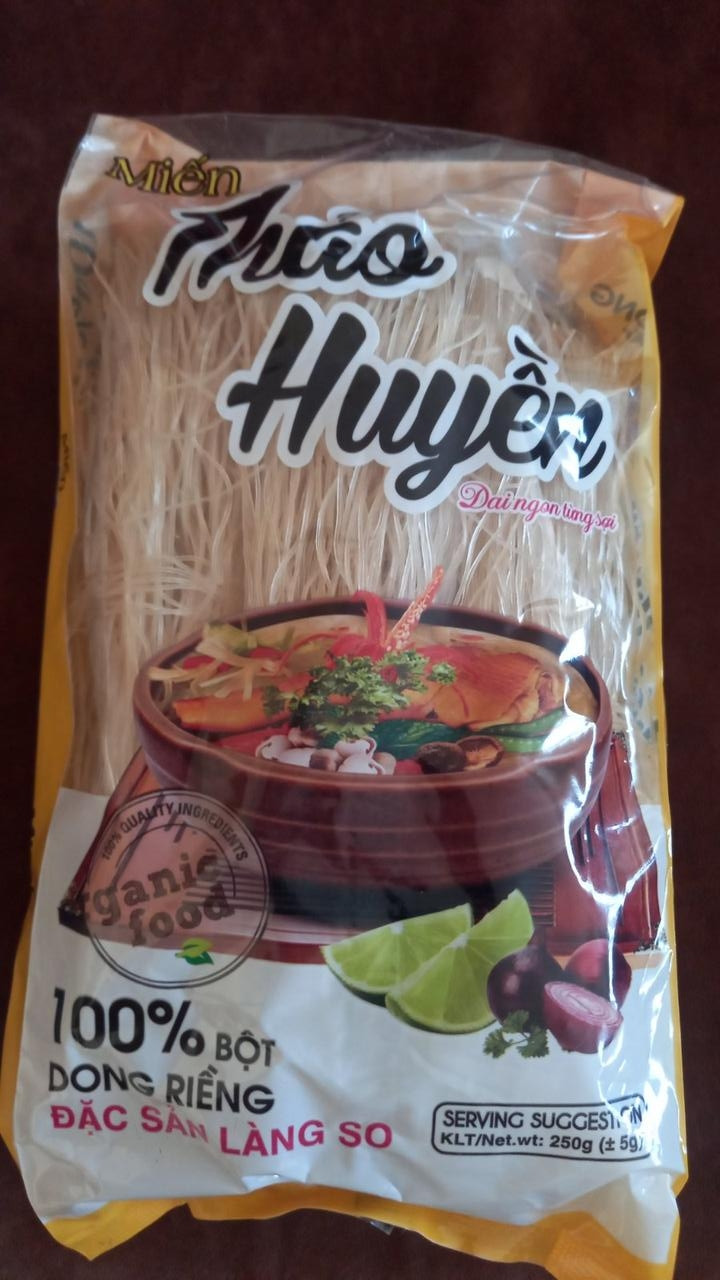 Miến
Thảo
Huyền
Dai ngon từng sợi
100% QUALITY INGREDIENTS
organic
food
100% BỘT
DONG RIỀNG
ĐẶC SẢN LÀNG SO
SERVING SUGGESTION
KLT/Net.wt: 250g (± 5g)